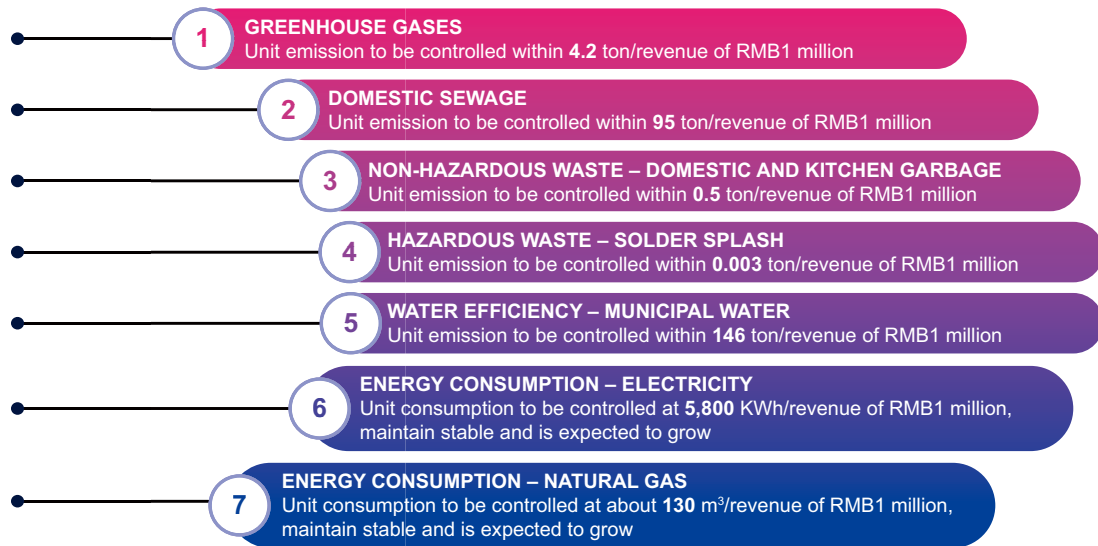 1
GREENHOUSE GASES
Unit emission to be controlled within 4.2 ton/revenue of RMB1 million
2
DOMESTIC SEWAGE
Unit emission to be controlled within 95 ton/revenue of RMB1 million
3
NON-HAZARDOUS WASTE – DOMESTIC AND KITCHEN GARBAGE
Unit emission to be controlled within 0.5 ton/revenue of RMB1 million
4
HAZARDOUS WASTE – SOLDER SPLASH
Unit emission to be controlled within 0.003 ton/revenue of RMB1 million
5
WATER EFFICIENCY – MUNICIPAL WATER
Unit emission to be controlled within 146 ton/revenue of RMB1 million
6
ENERGY CONSUMPTION – ELECTRICITY
Unit consumption to be controlled at 5,800 KWh/revenue of RMB1 million,
maintain stable and is expected to grow
7
ENERGY CONSUMPTION – NATURAL GAS
Unit consumption to be controlled at about 130 m³/revenue of RMB1 million,
maintain stable and is expected to grow